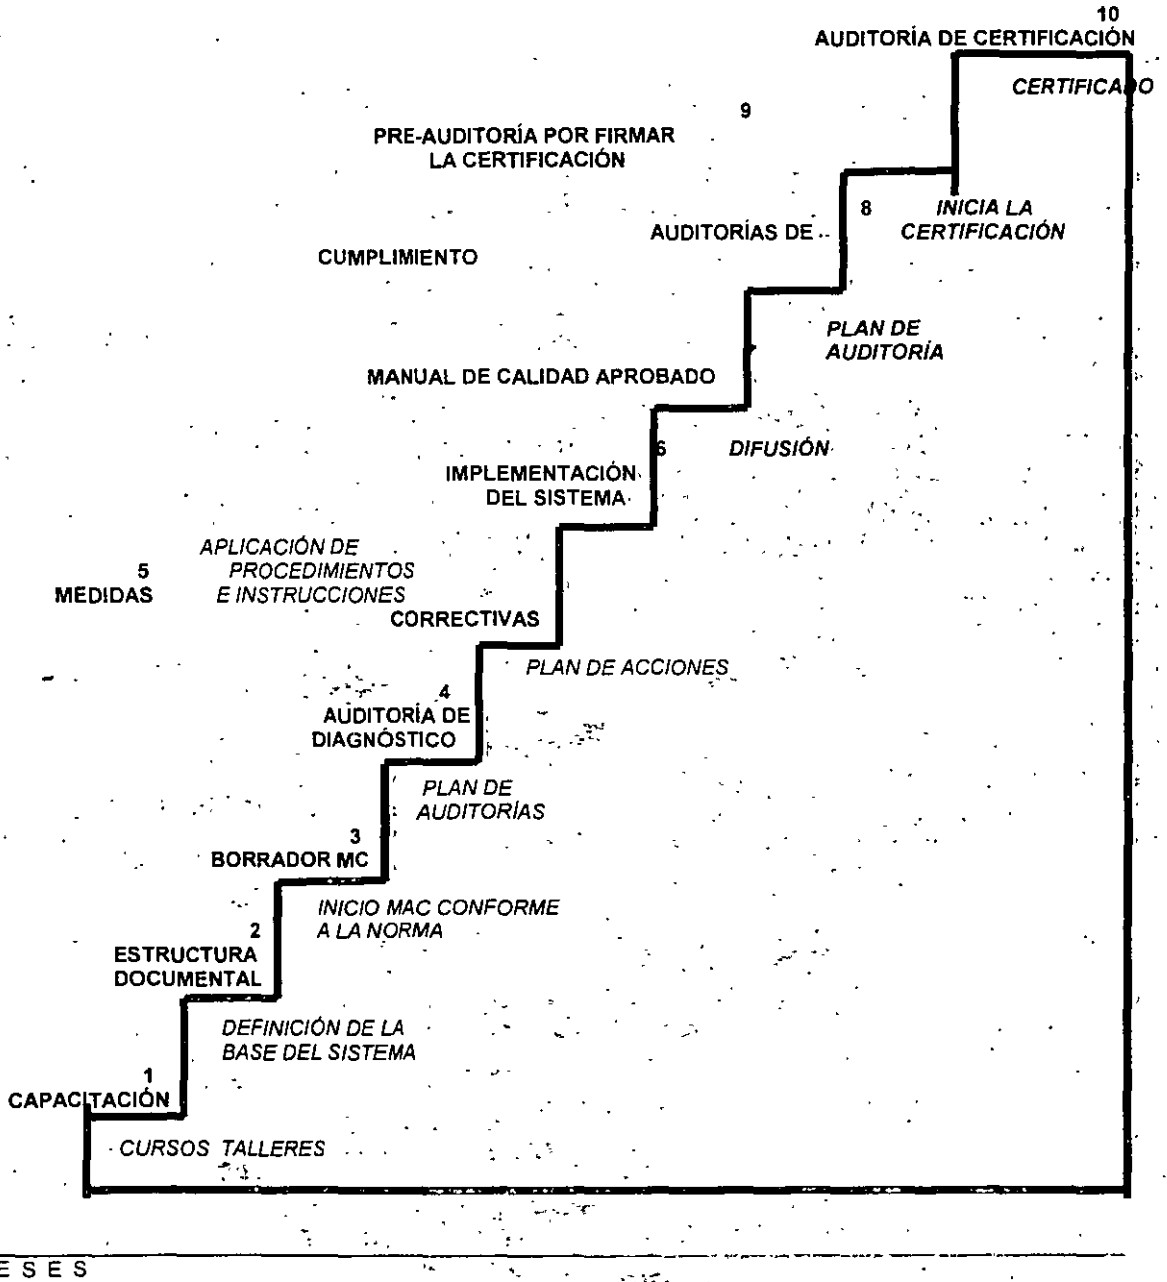 10
AUDITORÍA DE CERTIFICACIÓN
CERTIFICADO
9
PRE-AUDITORÍA POR FIRMAR
LA CERTIFICACIÓN
8
INICIA LA
CERTIFICACIÓN
AUDITORÍAS DE
CUMPLIMIENTO
PLAN DE
AUDITORÍA
MANUAL DE CALIDAD APROBADO
6
DIFUSIÓN
IMPLEMENTACIÓN
DEL SISTEMA
APLICACIÓN DE
PROCEDIMIENTOS
E INSTRUCCIONES
5
MEDIDAS
CORRECTIVAS
PLAN DE ACCIONES
4
AUDITORÍA DE
DIAGNÓSTICO
PLAN DE
AUDITORÍAS
3
BORRADOR MC
INICIO MAC CONFORME
A LA NORMA
2
ESTRUCTURA
DOCUMENTAL
DEFINICIÓN DE LA
BASE DEL SISTEMA
1
CAPACITACIÓN
CURSOS TALLERES
E S E S